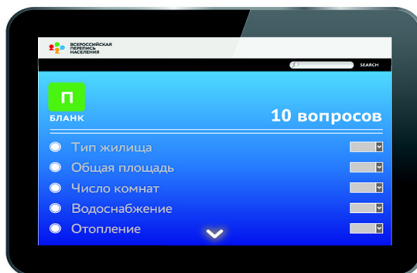 ВСЕРОССИЙСКАЯ
ПЕРЕПИСЬ
НАСЕЛЕНИЯ
SEARCH
П
БЛАНК
10 вопросов
Тип жилища
Общая площадь
Число комнат
Водоснабжение
Отопление